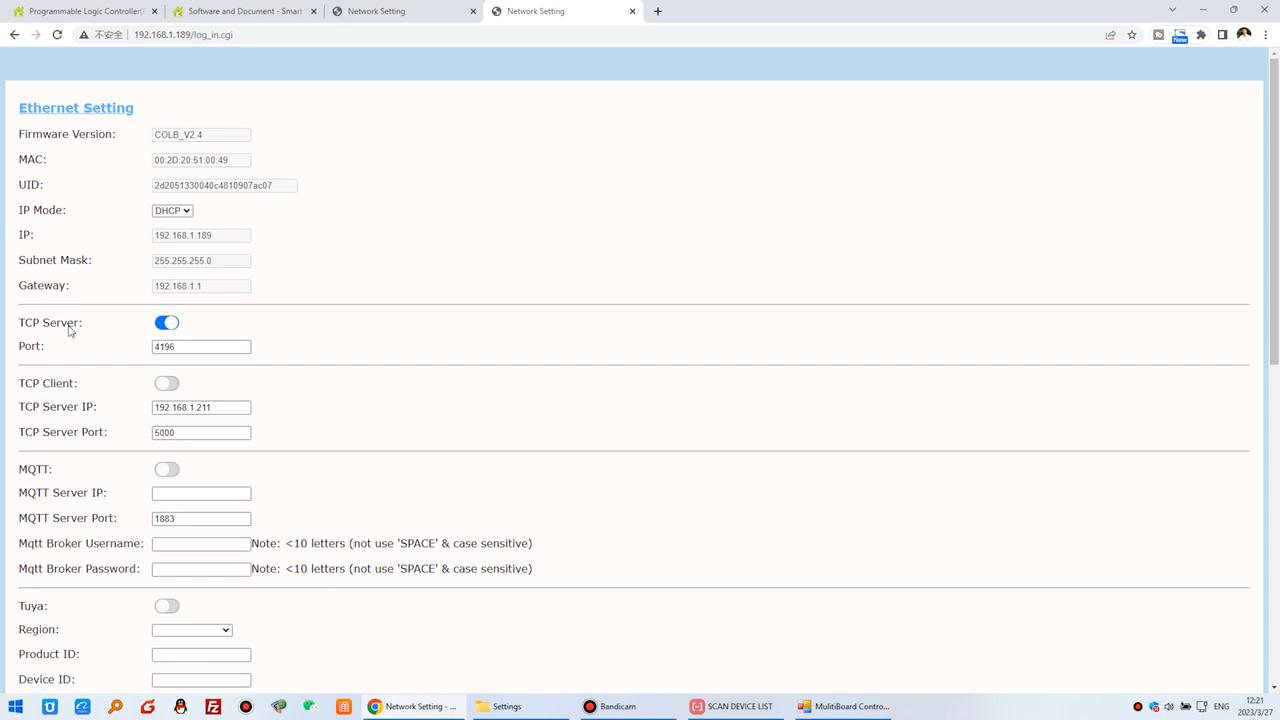 Programmable Logic Controller(I
Software and Document - Smart
Network Setting
Network Setting
不安全 192.168.1.189/log_in.cgi
New
Ethernet Setting
Firmware Version: COLB_V2.4
MAC: 00:2D:20:51:00:49
UID: 2d2051330040c4810907ac07
IP Mode: DHCP
IP: 192.168.1.189
Subnet Mask: 255.255.255.0
Gateway: 192.168.1.1
TCP Server:
Port: 4196
TCP Client:
TCP Server IP: 192.168.1.211
TCP Server Port: 5000
MQTT:
MQTT Server IP:
MQTT Server Port: 1883
Mqtt Broker Username: Note: <10 letters (not use 'SPACE' & case sensitive)
Mqtt Broker Password: Note: <10 letters (not use 'SPACE' & case sensitive)
Tuya:
Region:
Product ID:
Device ID:
Network Setting - ...
Settings
Bandicam
SCAN DEVICE LIST
MulitiBoard Contro...
ENG
12:21
2023/3/27